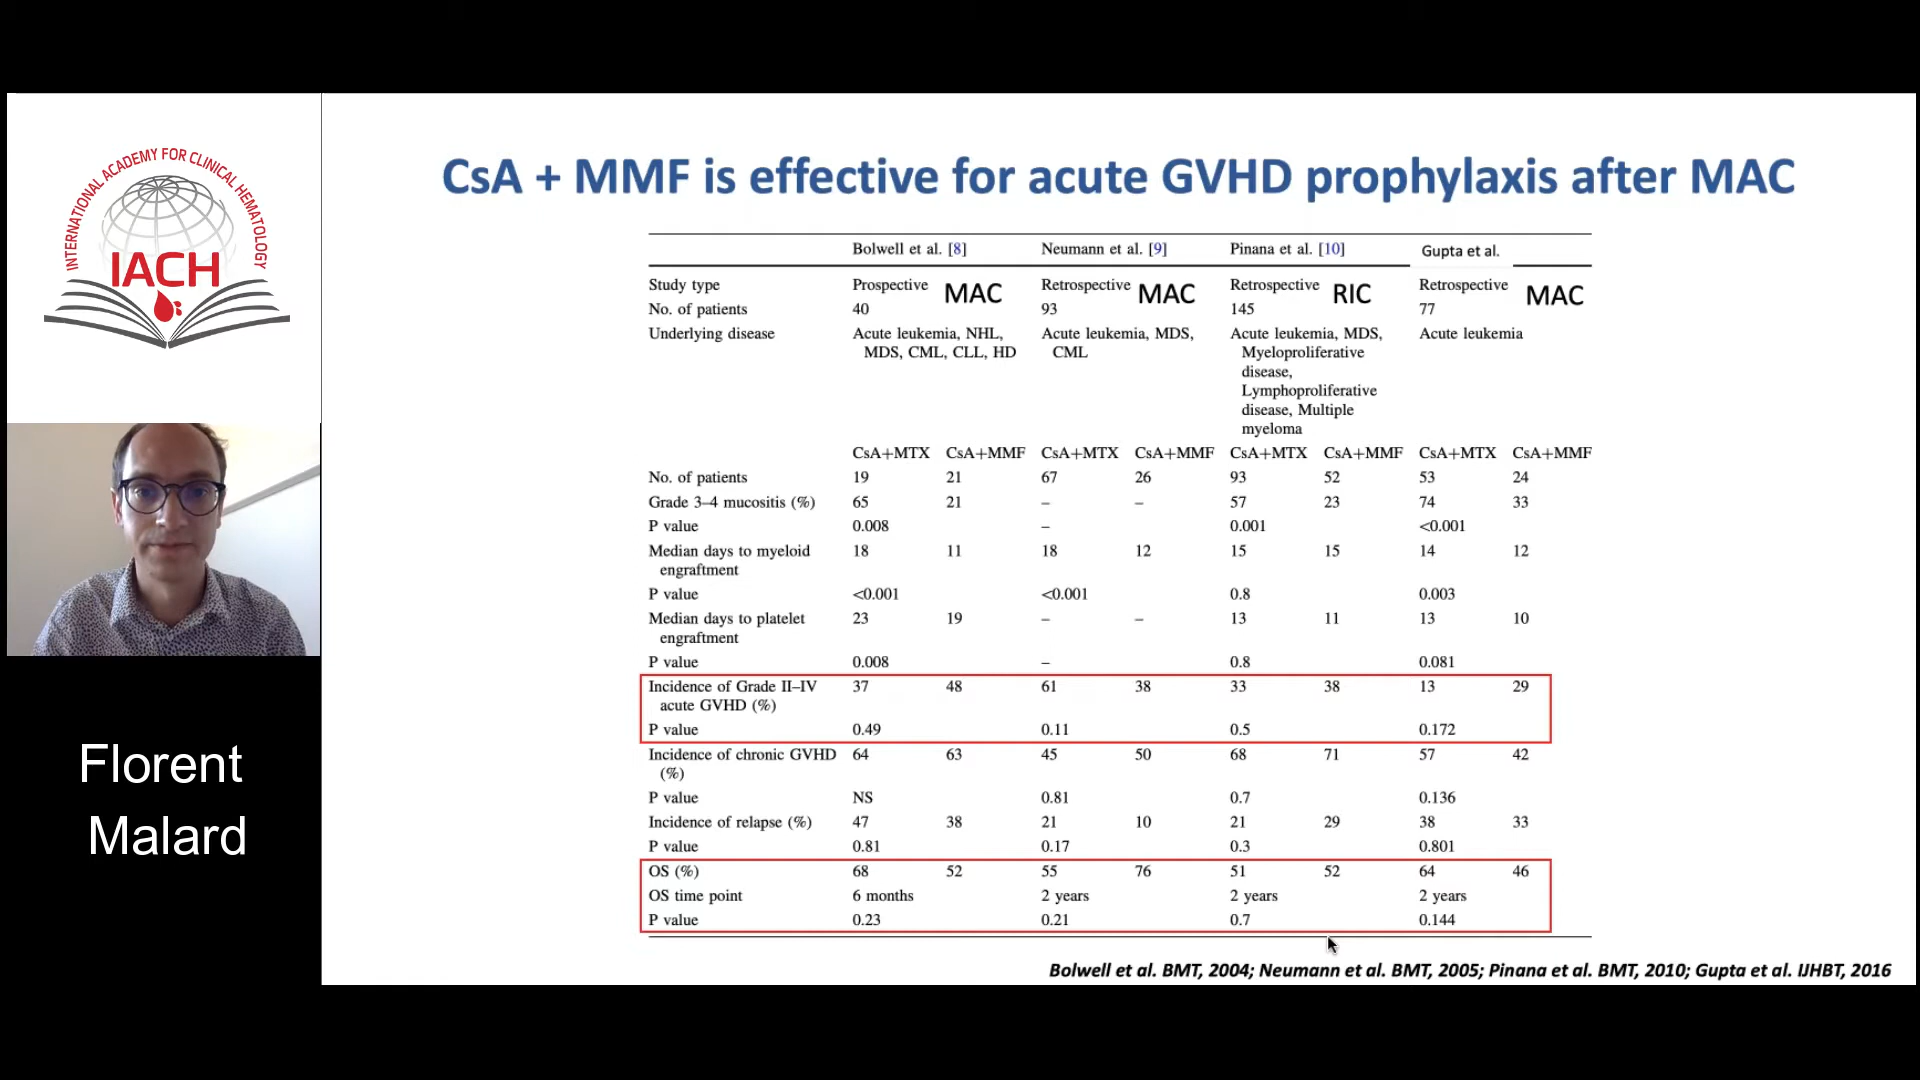 INTERNATIONAL ACADEMY FOR CLINICAL HEMATOLOGY
IACH
Florent
Malard
CsA + MMF is effective for acute GVHD prophylaxis after MAC
Bolwell et al. [8] Neumann et al. [9] Pinana et al. [10] Gupta et al.
Study type Prospective MAC Retrospective MAC Retrospective RIC Retrospective MAC
No. of patients 40 93 145 77
Underlying disease Acute leukemia, NHL, Acute leukemia, MDS, Acute leukemia, MDS, Acute leukemia
MDS, CML, CLL, HD CML Myeloproliferative
disease,
Lymphoproliferative
disease, Multiple
myeloma
CsA+MTX CsA+MMF CsA+MTX CsA+MMF CsA+MTX CsA+MMF CsA+MTX CsA+MMF
No. of patients 19 21 67 26 93 52 53 24
Grade 3–4 mucositis (%) 65 21 – – 57 23 74 33
P value 0.008 – 0.001 <0.001
Median days to myeloid 18 11 18 12 15 15 14 12
engraftment
P value <0.001 <0.001 0.8 0.003
Median days to platelet 23 19 – – 13 11 13 10
engraftment
P value 0.008 – 0.8 0.081
Incidence of Grade II–IV 37 48 61 38 33 38 13 29
acute GVHD (%)
P value 0.49 0.11 0.5 0.172
Incidence of chronic GVHD 64 63 45 50 68 71 57 42
(%)
P value NS 0.81 0.7 0.136
Incidence of relapse (%) 47 38 21 10 21 29 38 33
P value 0.81 0.17 0.3 0.801
OS (%) 68 52 55 76 51 52 64 46
OS time point 6 months 2 years 2 years 2 years
P value 0.23 0.21 0.7 0.144
Bolwell et al. BMT, 2004; Neumann et al. BMT, 2005; Pinana et al. BMT, 2010; Gupta et al. IJHBT, 2016